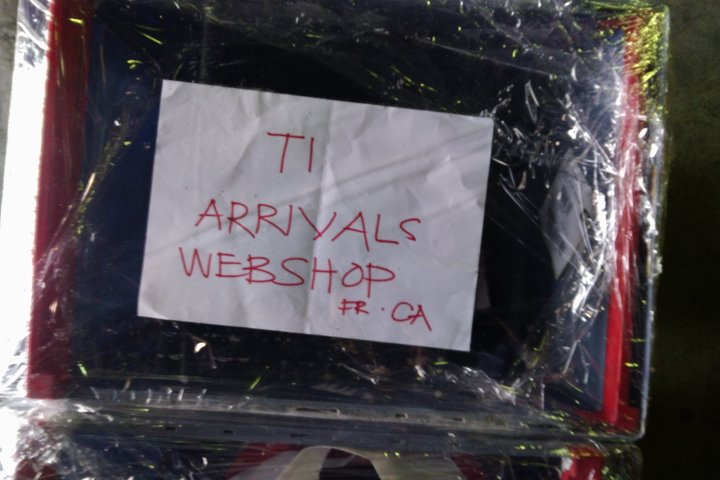 TI
ARRIVALS
WEBSHOP
FR. CA